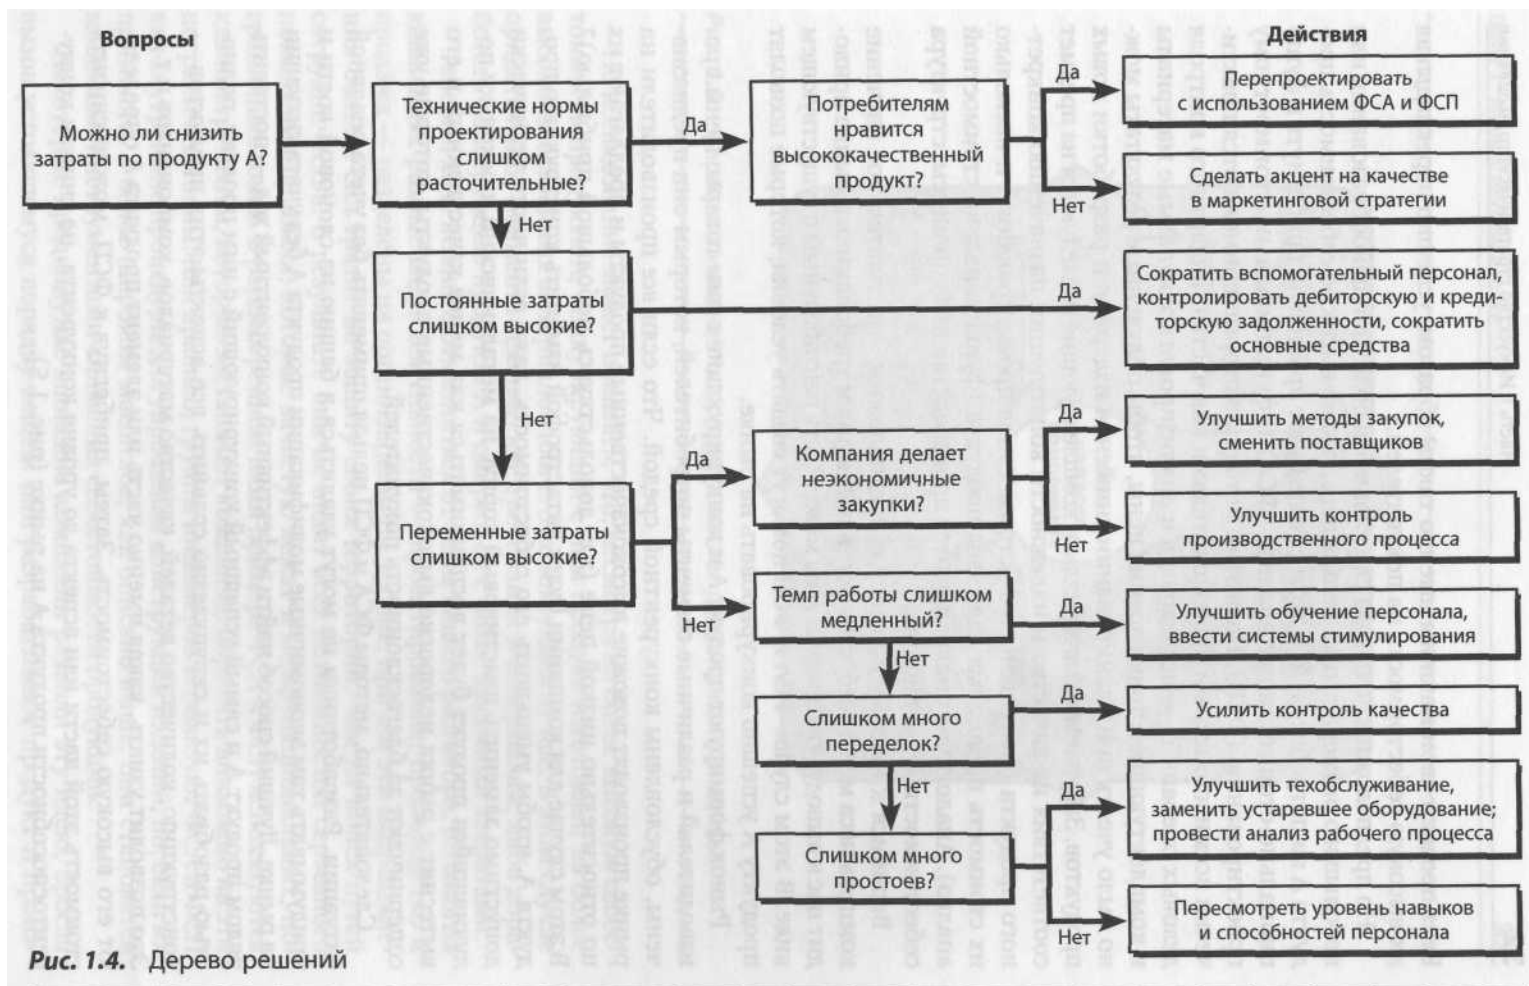 Вопросы
Действия
Можно ли снизить
затраты по продукту А?
Технические нормы
проектирования
слишком
расточительные?
Да
Потребителям
нравится
высококачественный
продукт?
Да
Перепроектировать
с использованием ФСА и ФСП
Нет
Сделать акцент на качестве
в маркетинговой стратегии
Нет
Постоянные затраты
слишком высокие?
Да
Сократить вспомогательный персонал,
контролировать дебиторскую и креди-
торскую задолженности, сократить
основные средства
Нет
Переменные затраты
слишком высокие?
Да
Компания делает
неэкономичные
закупки?
Да
Улучшить методы закупок,
сменить поставщиков
Нет
Улучшить контроль
производственного процесса
Нет
Темп работы слишком
медленный?
Да
Улучшить обучение персонала,
ввести системы стимулирования
Нет
Слишком много
переделок?
Да
Усилить контроль качества
Нет
Слишком много
простоев?
Да
Улучшить техобслуживание,
заменить устаревшее оборудование;
провести анализ рабочего процесса
Нет
Пересмотреть уровень навыков
и способностей персонала
Рис. 1.4. Дерево решений